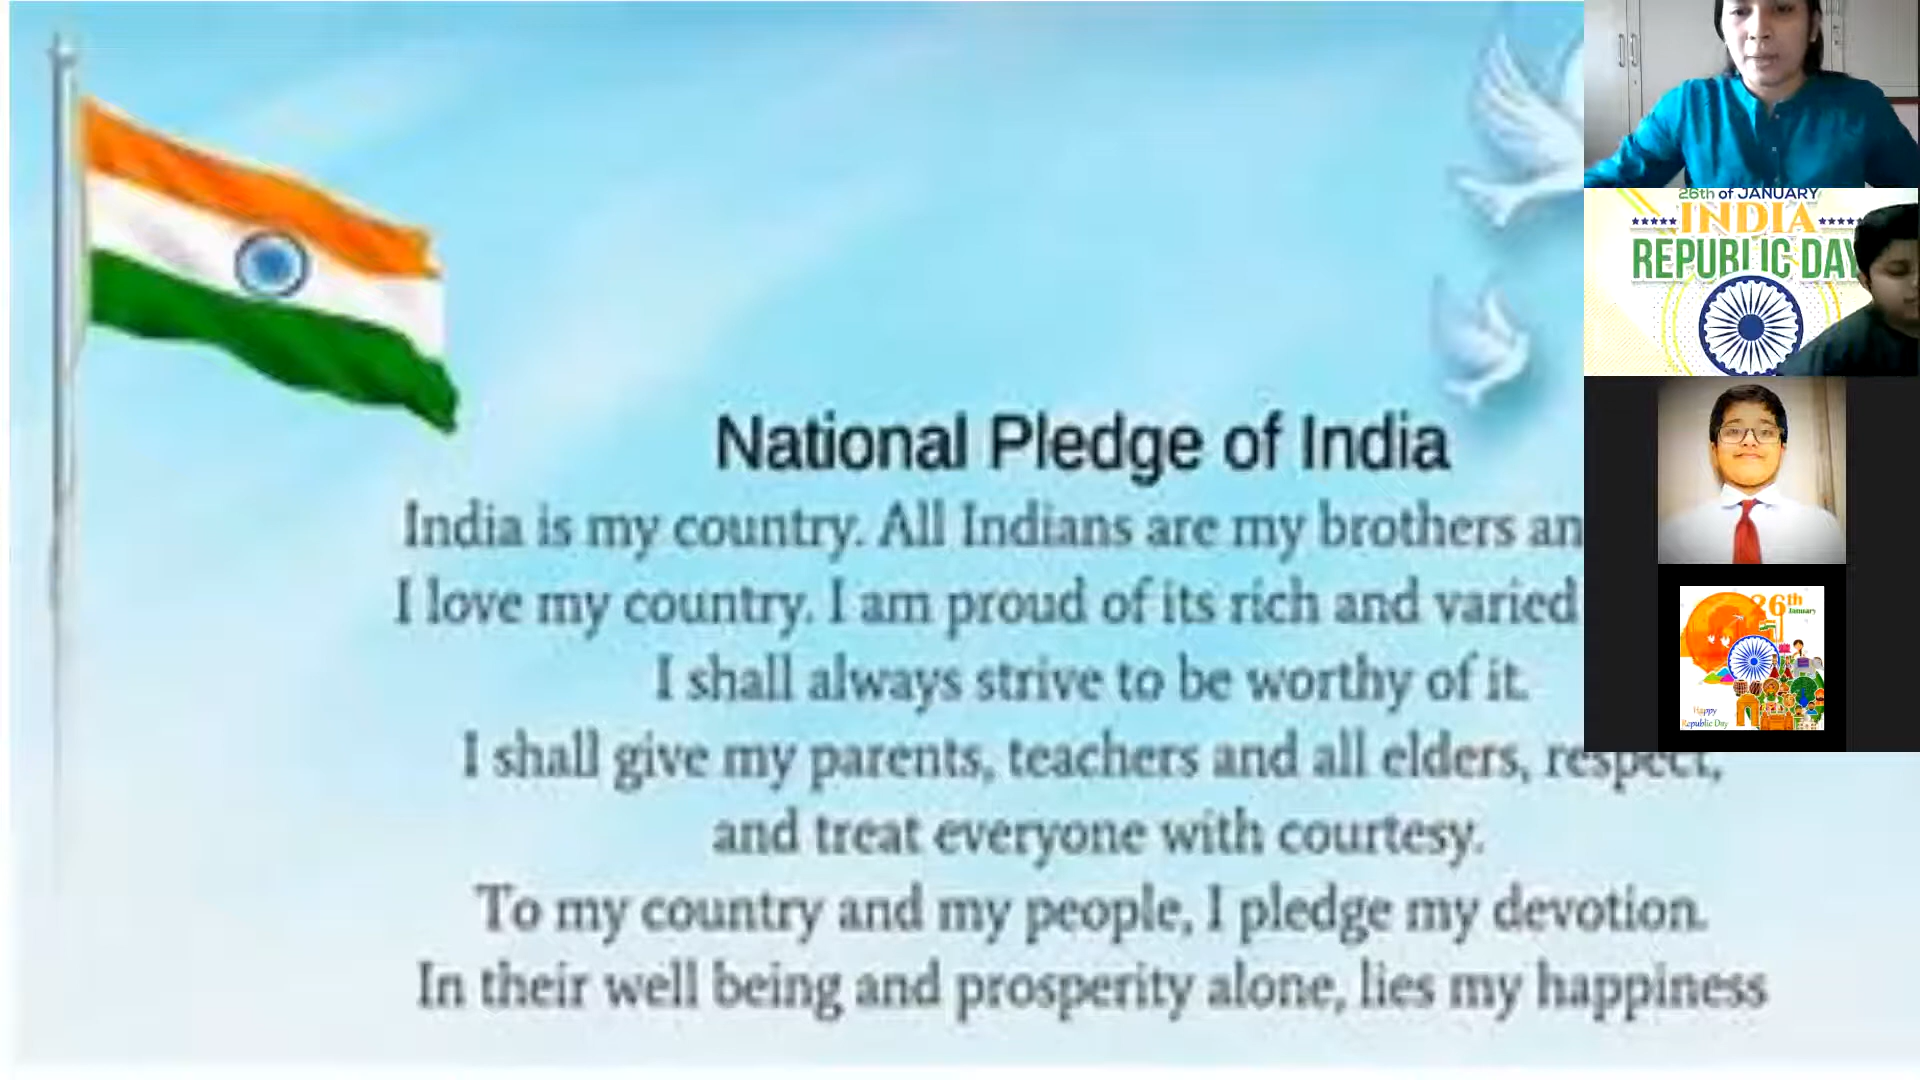 National Pledge of India
India is my country. All Indians are my brothers an
I love my country. I am proud of its rich and varied
I shall always strive to be worthy of it.
I shall give my parents, teachers and all elders, respect,
and treat everyone with courtesy.
To my country and my people, I pledge my devotion.
In their well being and prosperity alone, lies my happiness
26th of JANUARY
INDIA
REPUBLIC DAY
26th
January
Happy
Republic Day